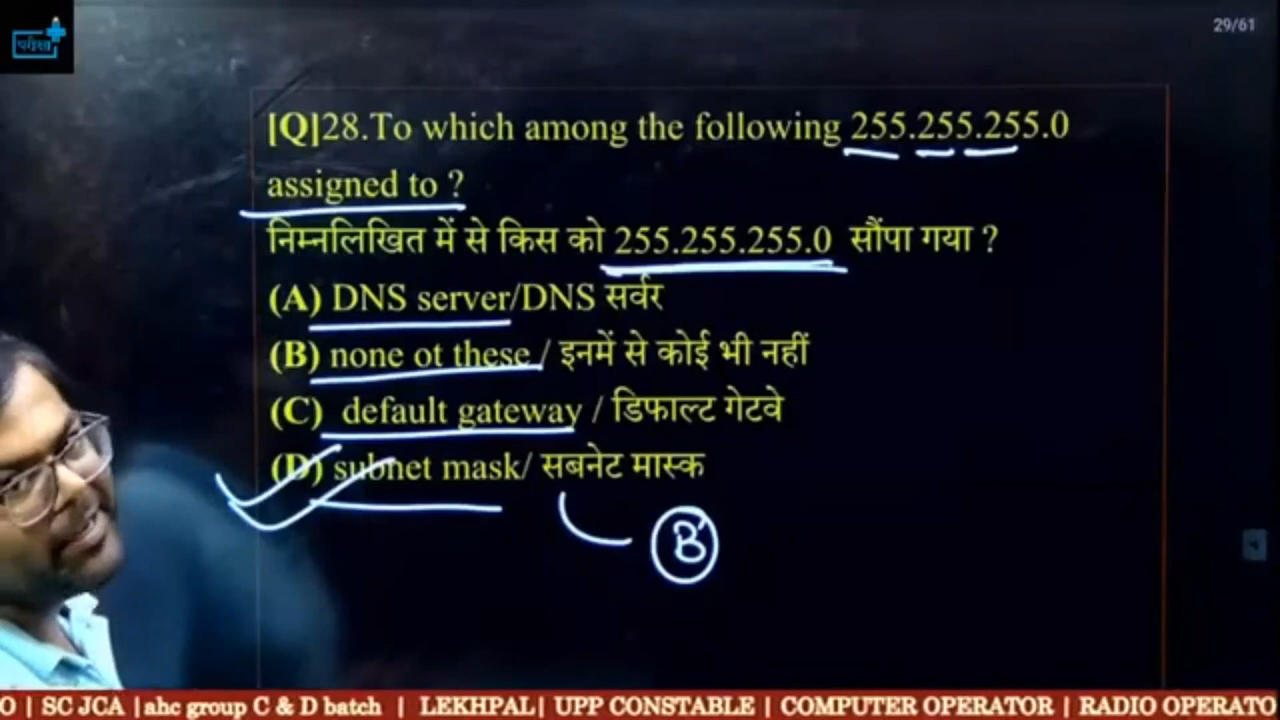 परीक्षा
29/61
[Q]28.To which among the following 255.255.255.0
assigned to ?
निम्नलिखित में से किस को 255.255.255.0 सौंपा गया ?
(A) DNS server/DNS सर्वर
(B) none ot these / इनमें से कोई भी नहीं
(C) default gateway / डिफाल्ट गेटवे
(D) subnet mask/ सबनेट मास्क
B
O | SC JCA |ahc group C & D batch | LEKHPAL| UPP CONSTABLE | COMPUTER OPERATOR | RADIO OPERATO